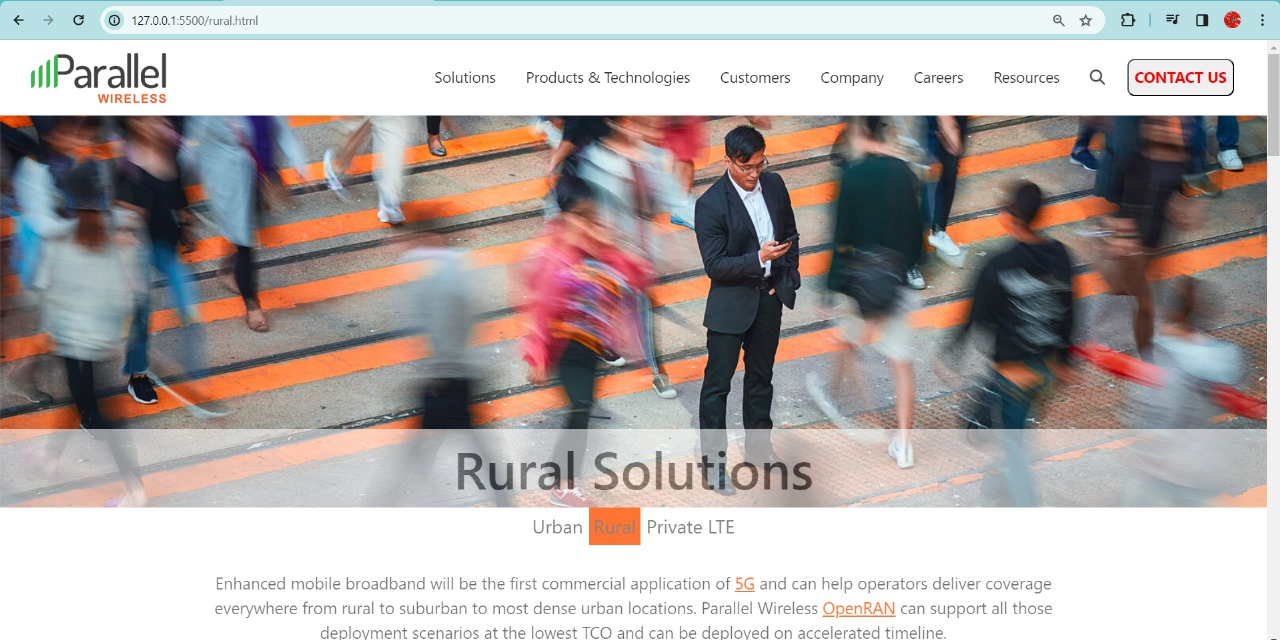 127.0.0.1:5500/rural.html
Parallel
WIRELESS
Solutions Products & Technologies Customers Company Careers Resources CONTACT US
Rural Solutions
Urban Rural Private LTE
Enhanced mobile broadband will be the first commercial application of 5G and can help operators deliver coverage
everywhere from rural to suburban to most dense urban locations. Parallel Wireless OpenRAN can support all those
deployment scenarios at the lowest TCO and can be deployed on accelerated timeline.